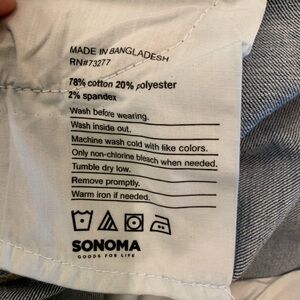 MADE IN BANGLADESH
RN#73277
78% cotton 20% polyester
2% spandex
Wash before wearing.
Wash inside out.
Machine wash cold with like colors.
Only non-chlorine bleach when needed.
Tumble dry low.
Remove promptly.
Warm iron if needed.
SONOMA
GOODS FOR LIFE